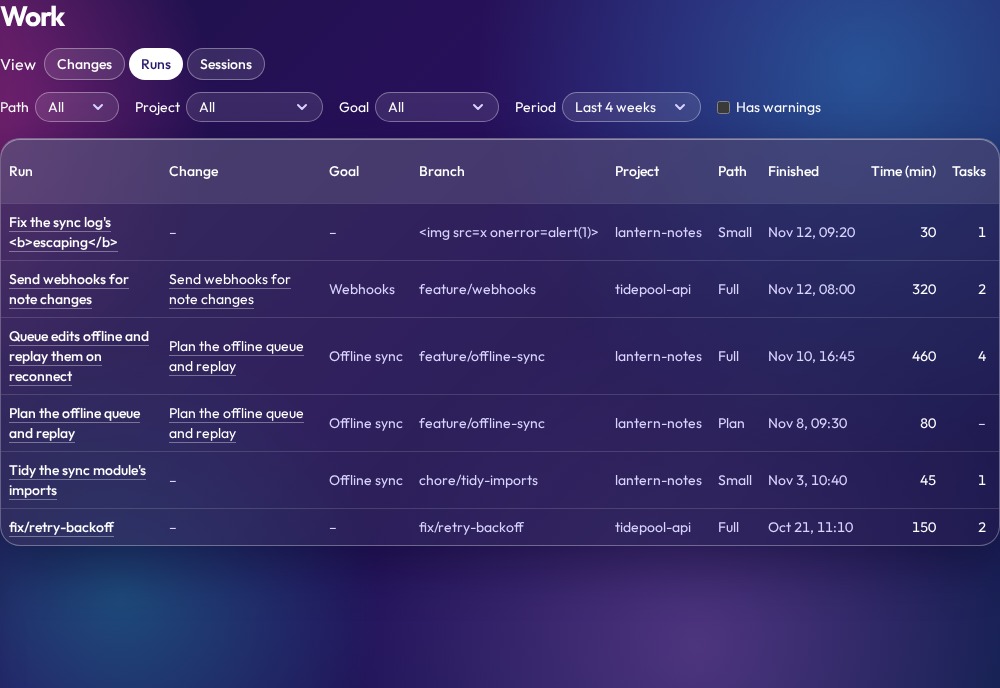 Work
View Changes Runs Sessions
Path All Project All Goal All Period Last 4 weeks Has warnings
Run Change Goal Branch Project Path Finished Time (min) Tasks
Fix the sync log's
<b>escaping</b> – – <img src=x onerror=alert(1)> lantern-notes Small Nov 12, 09:20 30 1
Send webhooks for
note changes Send webhooks for
note changes Webhooks feature/webhooks tidepool-api Full Nov 12, 08:00 320 2
Queue edits offline and
replay them on
reconnect Plan the offline queue
and replay Offline sync feature/offline-sync lantern-notes Full Nov 10, 16:45 460 4
Plan the offline queue
and replay Plan the offline queue
and replay Offline sync feature/offline-sync lantern-notes Plan Nov 8, 09:30 80 –
Tidy the sync module's
imports – Offline sync chore/tidy-imports lantern-notes Small Nov 3, 10:40 45 1
fix/retry-backoff – – fix/retry-backoff tidepool-api Full Oct 21, 11:10 150 2